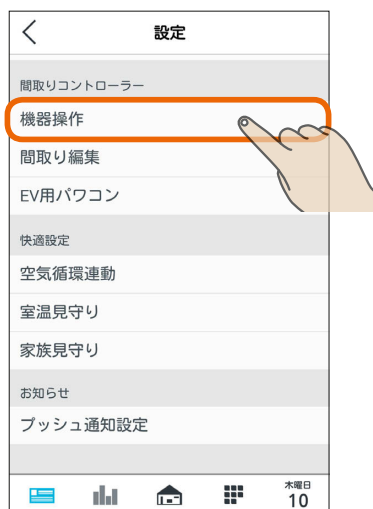 設定
間取りコントローラー
機器操作
間取り編集
EV用パワコン
快適設定
空気循環連動
室温見守り
家族見守り
お知らせ
プッシュ通知設定
木曜日
10